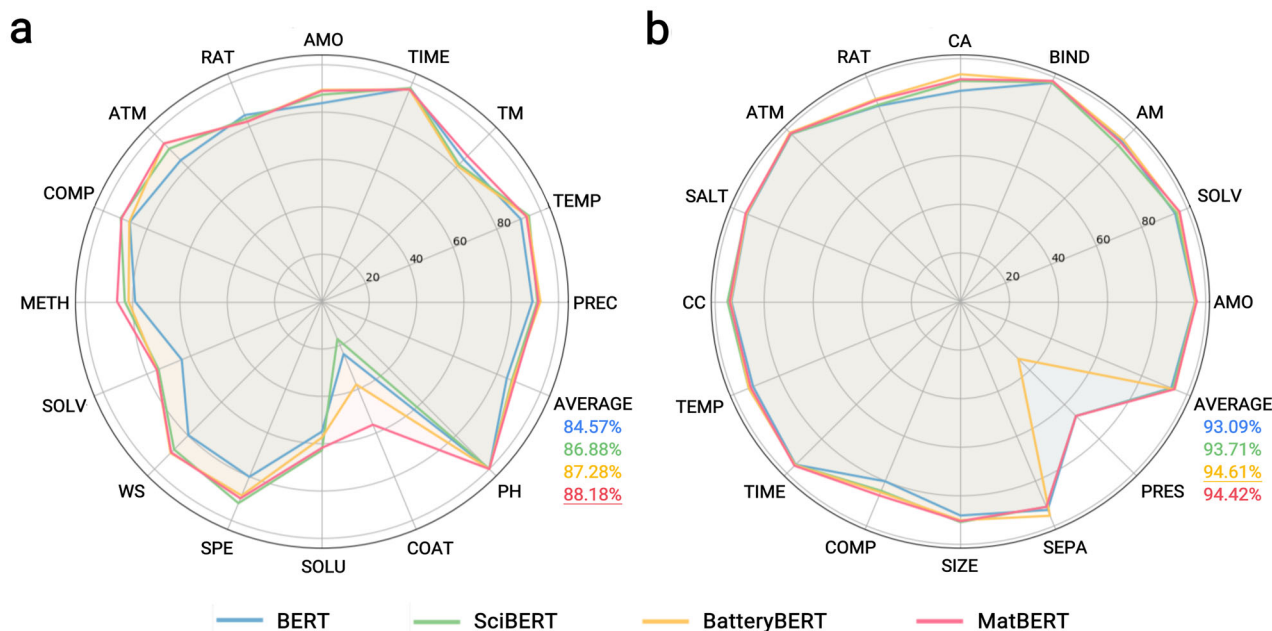 a
AMO
TIME
TM
TEMP
PREC
PH
COAT
SOLU
SPE
WS
SOLV
METH
COMP
ATM
RAT
20
40
60
80
AVERAGE
84.57%
86.88%
87.28%
88.18%
b
CA
BIND
AM
SOLV
AMO
PRES
SEPA
SIZE
COMP
TIME
TEMP
CC
SALT
ATM
RAT
20
40
60
80
AVERAGE
93.09%
93.71%
94.61%
94.42%
BERT SciBERT BatteryBERT MatBERT